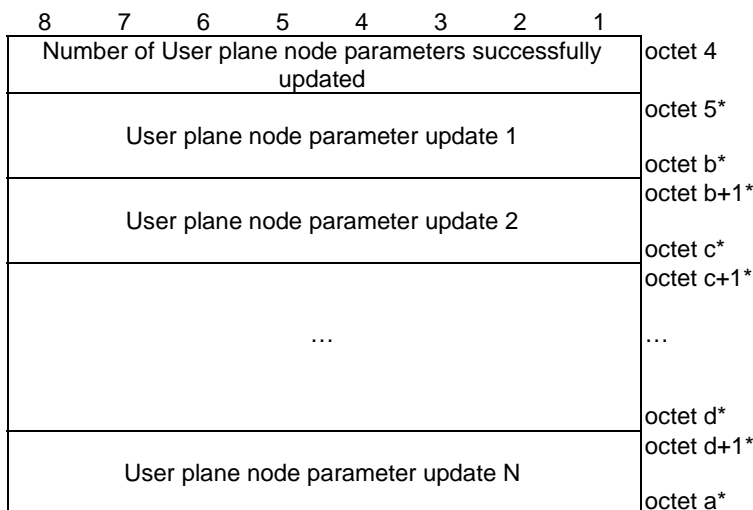 8 7 6 5 4 3 2 1
Number of User plane node parameters successfully octet 4
updated
octet 5*
User plane node parameter update 1
octet b*
octet b+1*
User plane node parameter update 2
octet c*
octet c+1*
… …
octet d*
octet d+1*
User plane node parameter update N
octet a*